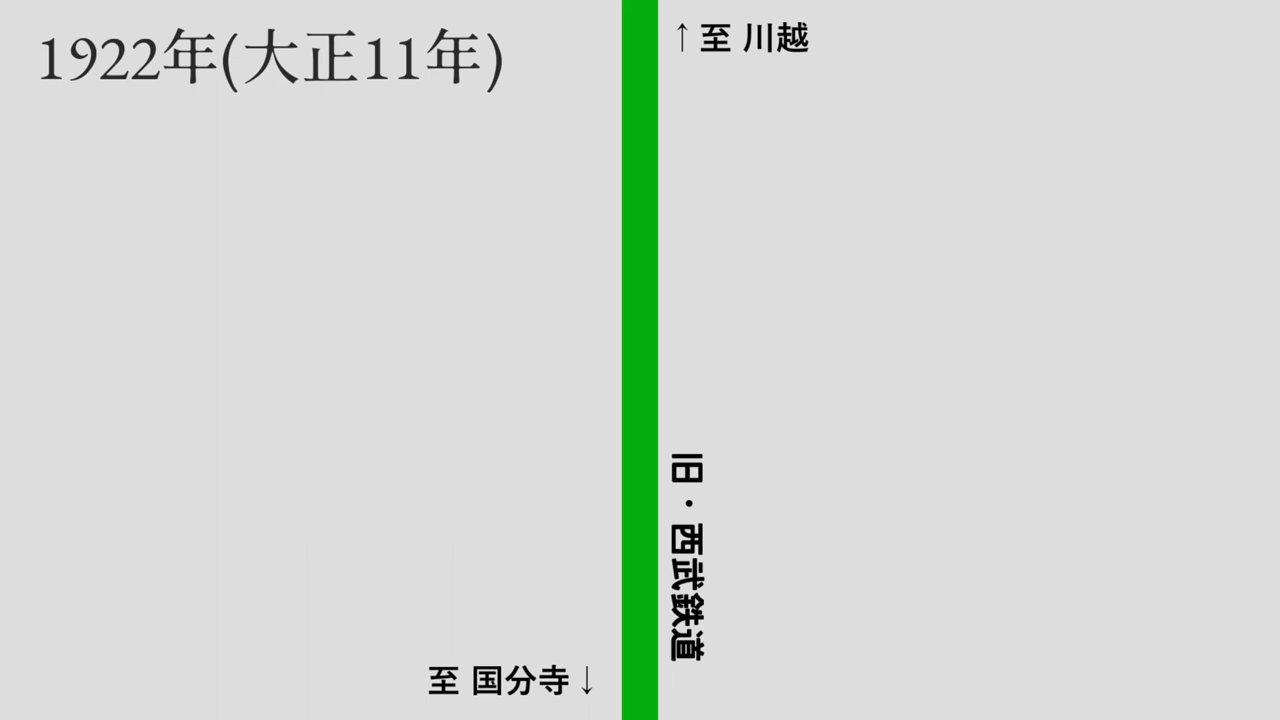 1922年(大正11年)
↑至 川越
旧・西武鉄道
至 国分寺↓